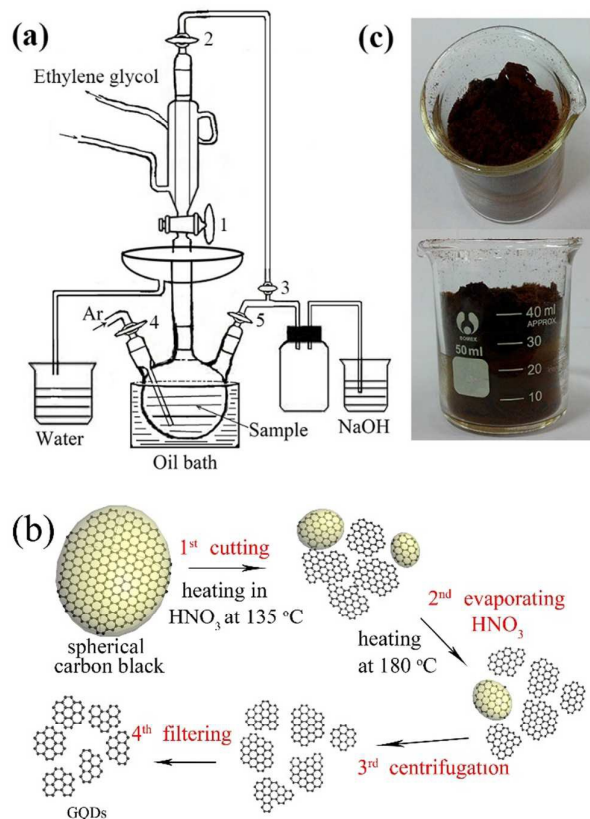 (a)
2
Ethylene glycol
1
3
Ar
4
5
Water
Sample
NaOH
Oil bath
(c)
40 ml
APPROX.
BOMEX
30
50 ml
20
10
(b)
1st cutting
heating in
HNO3 at 135 °C
spherical
carbon black
2nd evaporating
HNO3
heating
at 180 °C
4th filtering
3rd centrifugation
GQDs